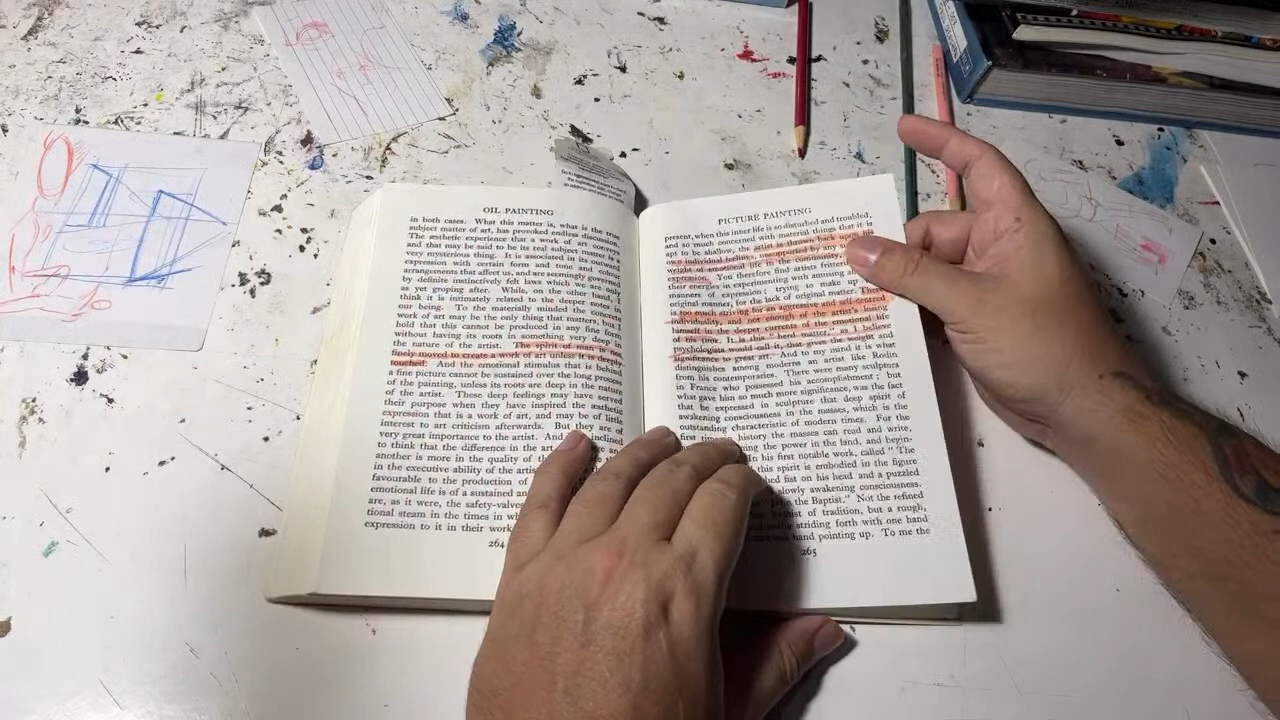 OIL PAINTING
in both cases. What this matter is, what is the true
subject matter of art, has provoked endless discussion.
The æsthetic experience that a work of art conveys
and that may be said to be its real subject matter is a
very mysterious thing. It is associated in its outward
expression with certain form and tone and colour
arrangements that affect us, and are seemingly governed
by definite instinctively felt laws which we are only
as yet groping after. While, on the other hand, I
think it is intimately related to the deeper notes in
our being. To the materially minded the concrete
work of art may be the only thing that matters, but I
hold that this cannot be produced in any fine form
without having its roots in something very deep in
the nature of the artist. The spirit of man is not
finely moved to create a work of art unless it is deeply
touched. And the emotional stimulus that is behind
a fine picture cannot be sustained over the long process
of the painting, unless its roots are deep in the nature
of the artist. These deep feelings may have served
their purpose when they have inspired the æsthetic
expression that is a work of art, and may be of little
interest to art criticism afterwards. But they are of
very great importance to the artist. And inclined
to think that the difference in the art and
another is more in the quality of th
in the executive ability of the artis
favourable to the production of
emotional life is of a sustained an
are, as it were, the safety-valves
tional steam in the times in wh
expression to it in their work
264
PICTURE PAINTING
present, when this inner life is so disturbed and troubled,
and so much concerned with material things that it is
apt to be shallow, the artist is thrown back upon his
own individual feelings, unsupported by any
weight of emotional life in the community,
expression. You therefore find artists fritter
their energies in experimenting with amusing a
manners of expression; trying to make up
original manner, for the lack of original matter. There
is too much striving for an aggressive and self-centred
individuality, and not enough of the artist's losing
himself in the deeper currents of the emotional life
of his time. It is this "herd matter," as I believe
psychologists would call it, that gives the weight and
significance to great art. And to my mind it is what
distinguishes among modern an artist like Rodin
from his contemporaries. There were many sculptors
in France who possessed his accomplishment; but
what gave him so much more significance, was the fact
that he expressed in sculpture that deep spirit of
awakening consciousness in the masses, which is the
outstanding characteristic of modern times. For the
first time history the masses can read and write,
ning the power in the land, and begin-
In his first notable work, called "The
this spirit is embodied in the figure
hed fist on his head and a puzzled
slowly awakening consciousness.
John the Baptist." Not the refined
of tradition, but a rough,
striding forth with one hand
hand pointing up. To me the
265